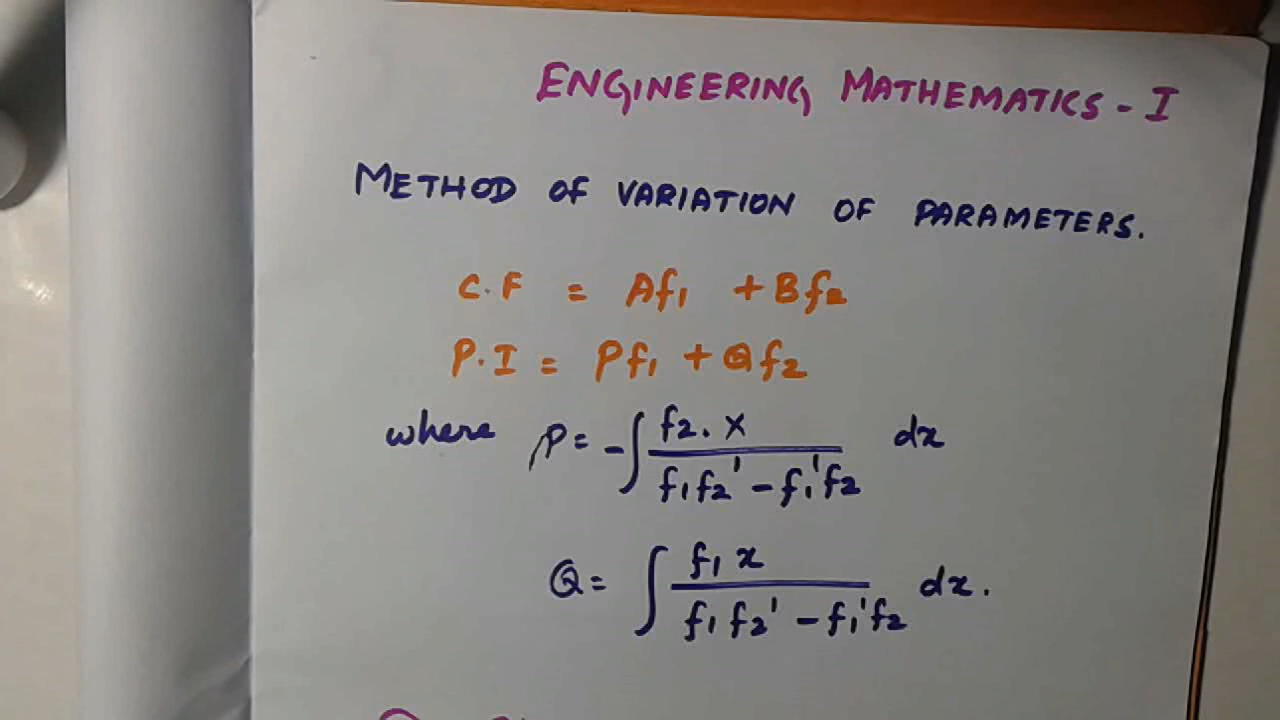 ENGINEERING MATHEMATICS - I
METHOD OF VARIATION OF PARAMETERS.
C.F = Af₁ + Bf₂
P.I = Pf₁ + Qf₂
where P = -∫ f₂. X / f₁f₂' - f₁'f₂ dx
Q = ∫ f₁ x / f₁f₂' - f₁'f₂ dx.